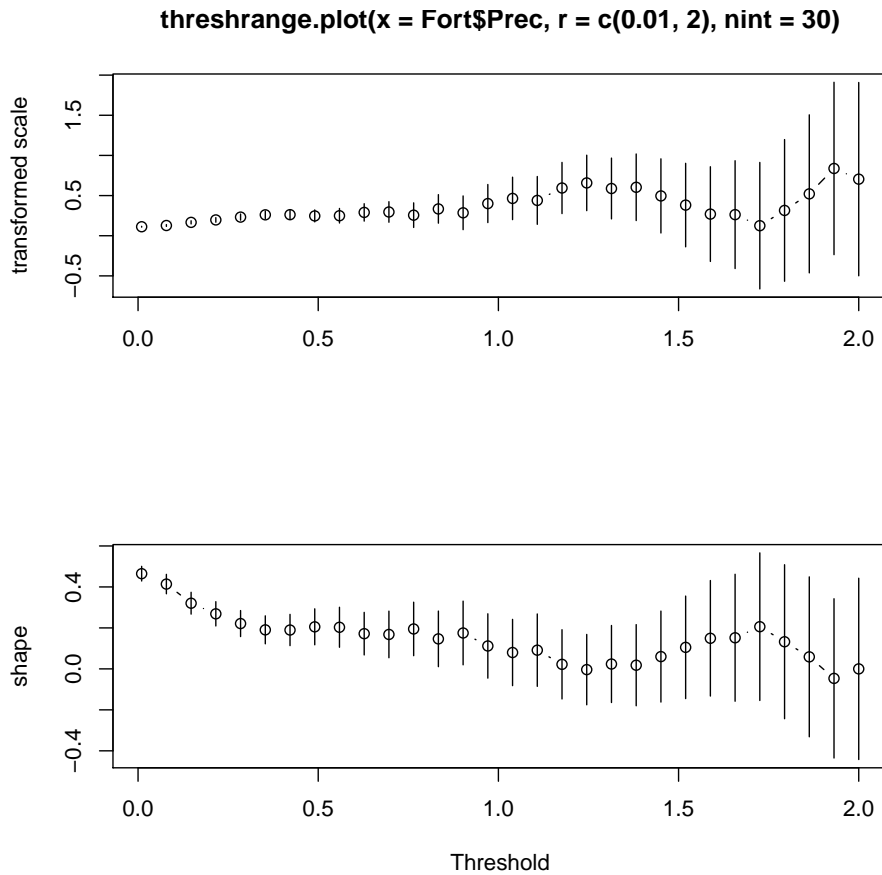 threshrange.plot(x = Fort$Prec, r = c(0.01, 2), nint = 30)
transformed scale
1.5
0.5
−0.5
0.0 0.5 1.0 1.5 2.0
shape
0.4
0.0
−0.4
0.0 0.5 1.0 1.5 2.0
Threshold